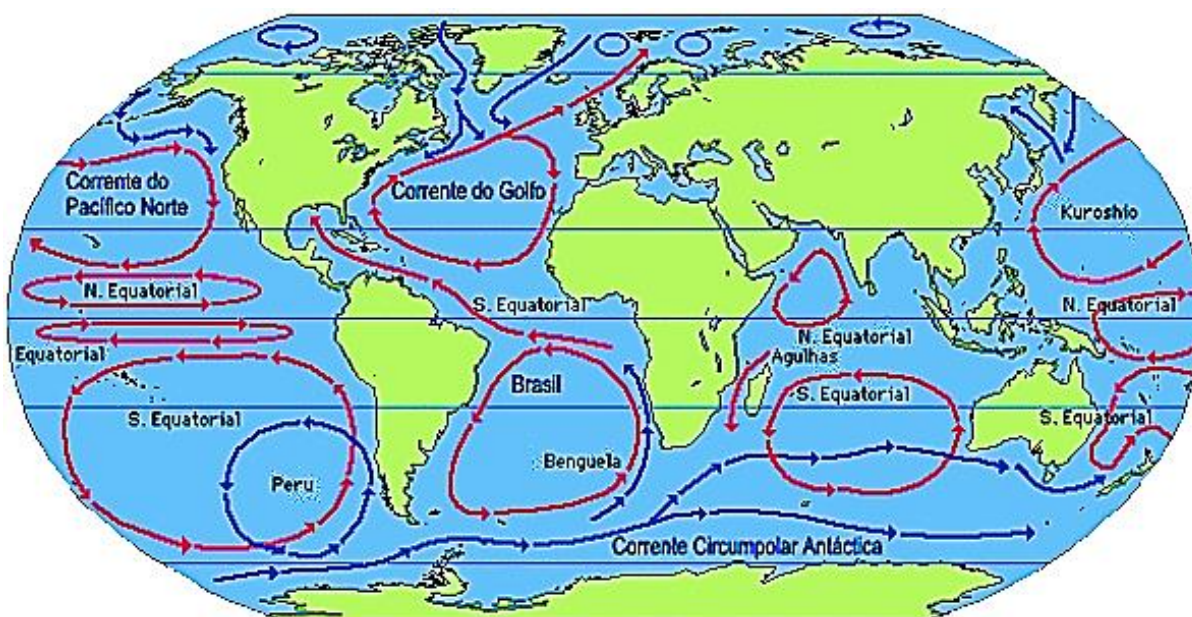 Corrente do
Pacífico Norte
Corrente do Golfo
Kuroshio
N. Equatorial
S. Equatorial
N. Equatorial
Equatorial
N. Equatorial
Agulhas
Brasil
S. Equatorial
S. Equatorial
S. Equatorial
Benguela
Peru
Corrente Circumpolar Antáctica